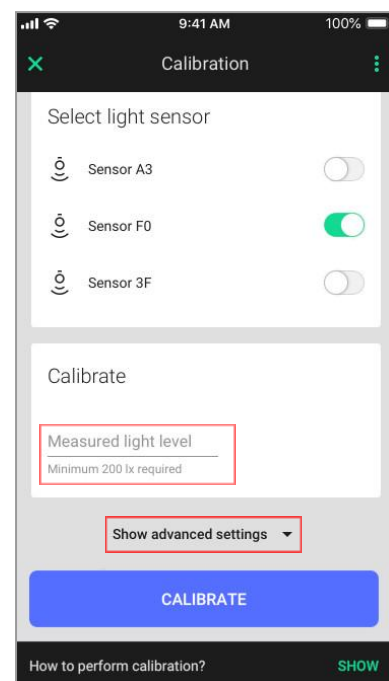 9:41 AM 100%
Calibration
Select light sensor
Sensor A3
Sensor F0
Sensor 3F
Calibrate
Measured light level
Minimum 200 lx required
Show advanced settings
CALIBRATE
How to perform calibration? SHOW